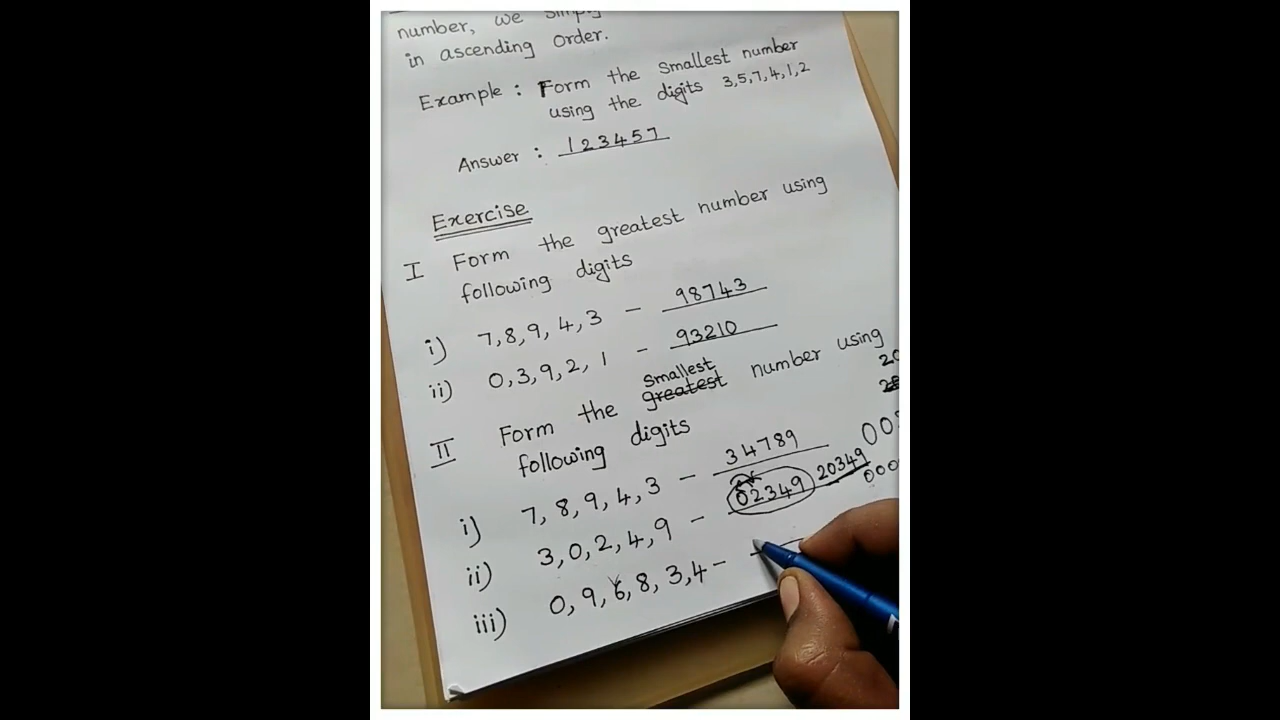 number, we simply
in ascending order.
Example : Form the smallest number
using the digits 3,5,7,4,1,2
Answer : 123457
Exercise
I Form the greatest number using
following digits
i) 7,8,9,4,3 - 98743
ii) 0,3,9,2,1 - 93210
smallest
II Form the greatest number using
following digits
i) 7,8,9,4,3 - 34789
ii) 3,0,2,4,9 - 02349 20349
iii) 0,9,6,8,3,4 -